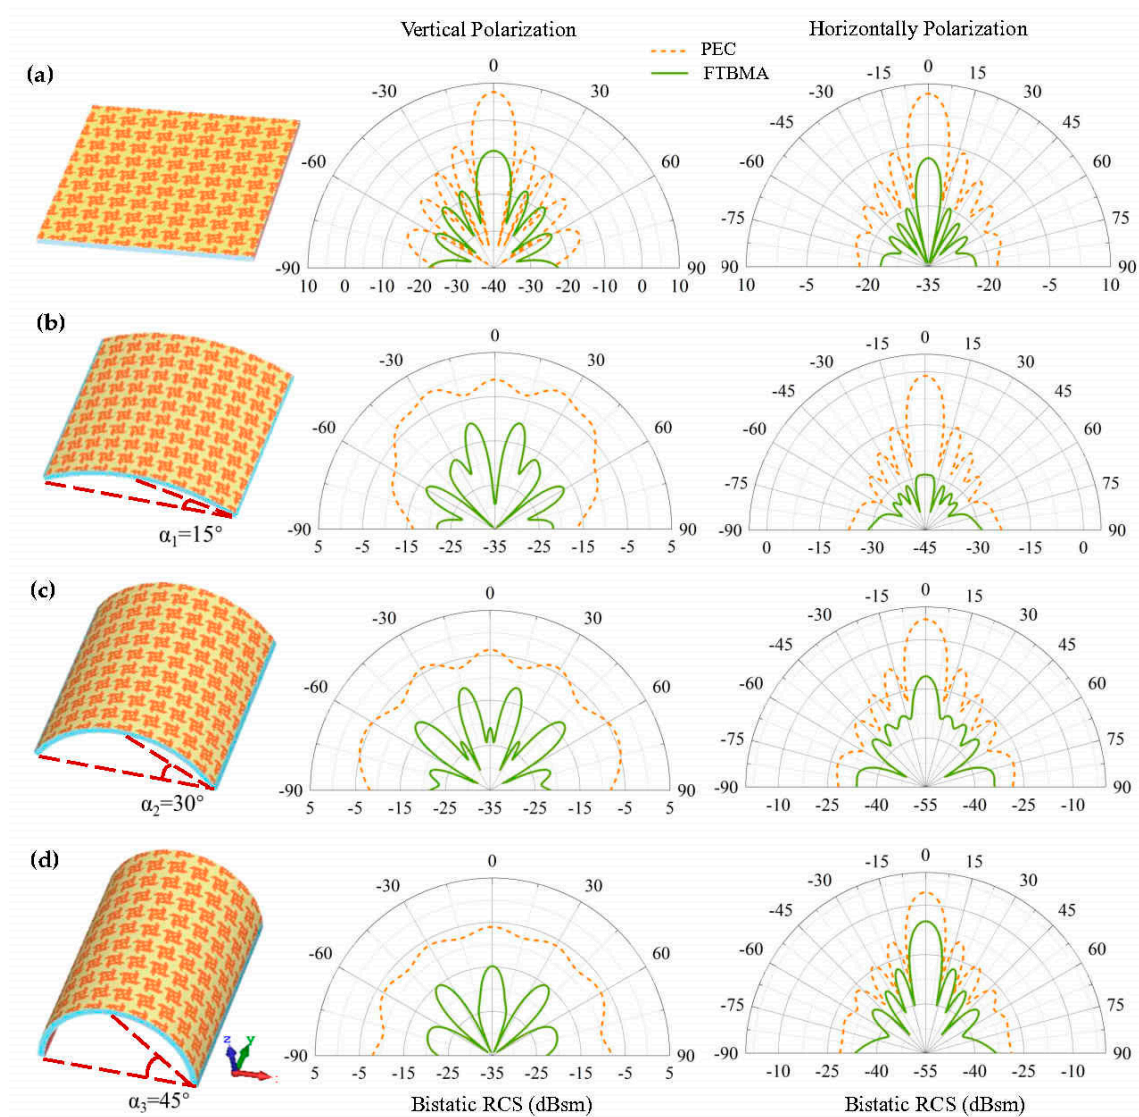 Vertical Polarization
Horizontally Polarization
PEC
FTBMA
(a)
0
-30 30
-60 60
-90 90
10 0 -10 -20 -30 -40 -30 -20 -10 0 10
0
-15 15
-30 30
-45 45
-60 60
-75 75
90 90
10 -5 -20 -35 -20 -5 10
(b)
α1=15°
0
-30 30
-60 60
-90 90
5 -5 -15 -22 -35 -22 -15 -5 5
0
-15 15
-30 30
-45 45
-60 60
-75 75
-90 90
0 -15 -30 -45 -30 -15 0
(c)
α2=30°
0
-30 30
-60 60
-90 90
5 -5 -15 -25 -35 -25 -15 -5 5
0
-15 15
-30 30
-45 45
-60 60
-75 75
-90 90
-10 -25 -40 -55 -40 -25 -10
(d)
z y
α3=45°
0
-30 30
-60 60
-90 90
5 -5 -15 -25 -35 -25 -15 -5 5
0
-15 15
-30 30
-45 45
-60 60
-75 75
-90 90
-10 -25 -40 -55 -40 -25 -10
Bistatic RCS (dBsm)
Bistatic RCS (dBsm)